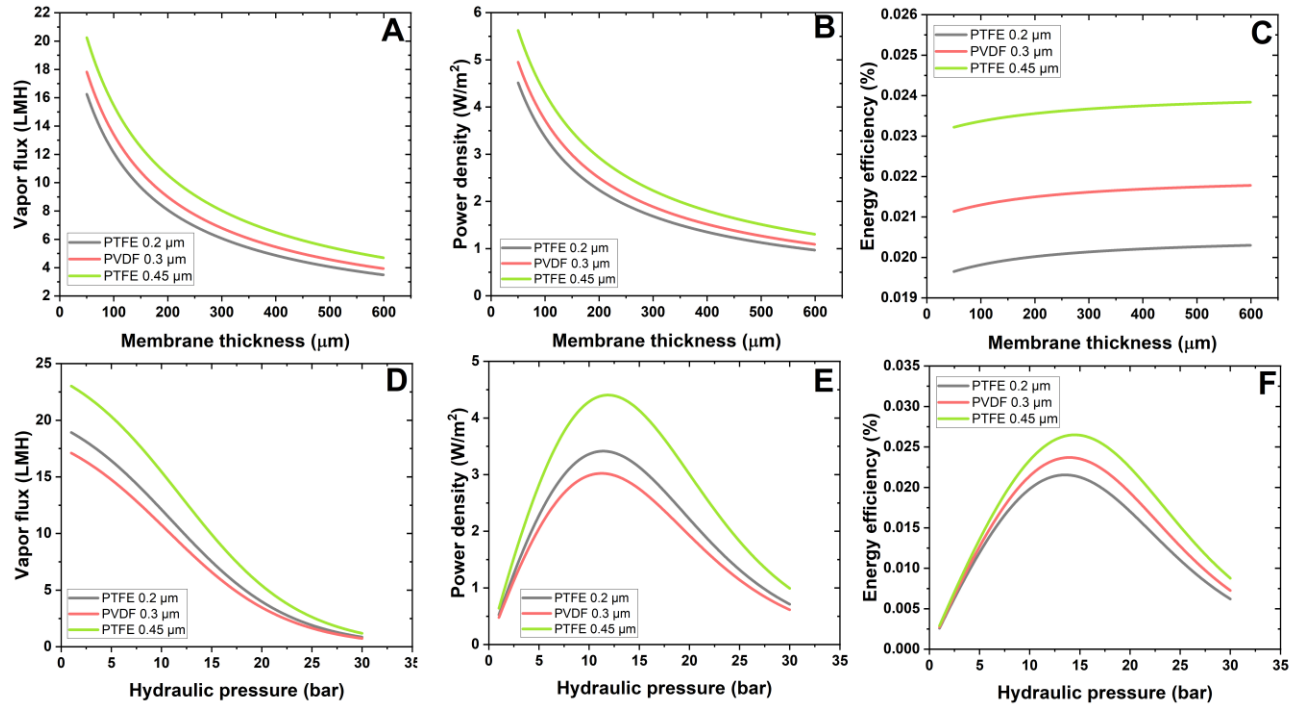 A
Vapor flux (LMH)
22
20
18
16
14
12
10
8
6
4
2
PTFE 0.2 μm
PVDF 0.3 μm
PTFE 0.45 μm
0 100 200 300 400 500 600
Membrane thickness (μm)
B
Power density (W/m²)
6
5
4
3
2
1
0
PTFE 0.2 μm
PVDF 0.3 μm
PTFE 0.45 μm
0 100 200 300 400 500 600
Membrane thickness (μm)
C
Energy efficiency (%)
0.026
0.025
0.024
0.023
0.022
0.021
0.020
0.019
PTFE 0.2 μm
PVDF 0.3 μm
PTFE 0.45 μm
0 100 200 300 400 500 600
Membrane thickness (μm)
D
Vapor flux (LMH)
25
20
15
10
5
0
PTFE 0.2 μm
PVDF 0.3 μm
PTFE 0.45 μm
0 5 10 15 20 25 30 35
Hydraulic pressure (bar)
E
Power density (W/m²)
5
4
3
2
1
0
PTFE 0.2 μm
PVDF 0.3 μm
PTFE 0.45 μm
0 5 10 15 20 25 30 35
Hydraulic pressure (bar)
F
Energy efficiency (%)
0.035
0.030
0.025
0.020
0.015
0.010
0.005
0.000
PTFE 0.2 μm
PVDF 0.3 μm
PTFE 0.45 μm
0 5 10 15 20 25 30 35
Hydraulic pressure (bar)